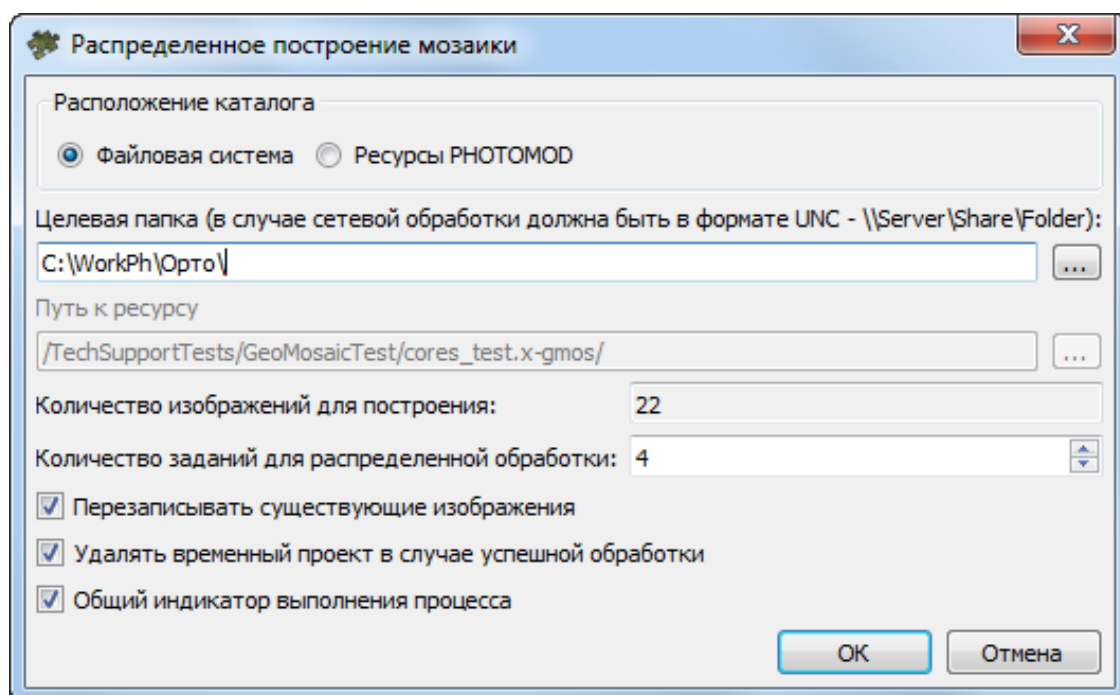 Распределенное построение мозаики
Расположение каталога
Файловая система Ресурсы PHOTOMOD
Целевая папка (в случае сетевой обработки должна быть в формате UNC - \\Server\Share\Folder):
C:\WorkPh\Орто\
...
Путь к ресурсу
/TechSupportTests/GeoMosaicTest/cores_test.x-gmos/
...
Количество изображений для построения: 22
Количество заданий для распределенной обработки: 4
Перезаписывать существующие изображения
Удалять временный проект в случае успешной обработки
Общий индикатор выполнения процесса
OK Отмена